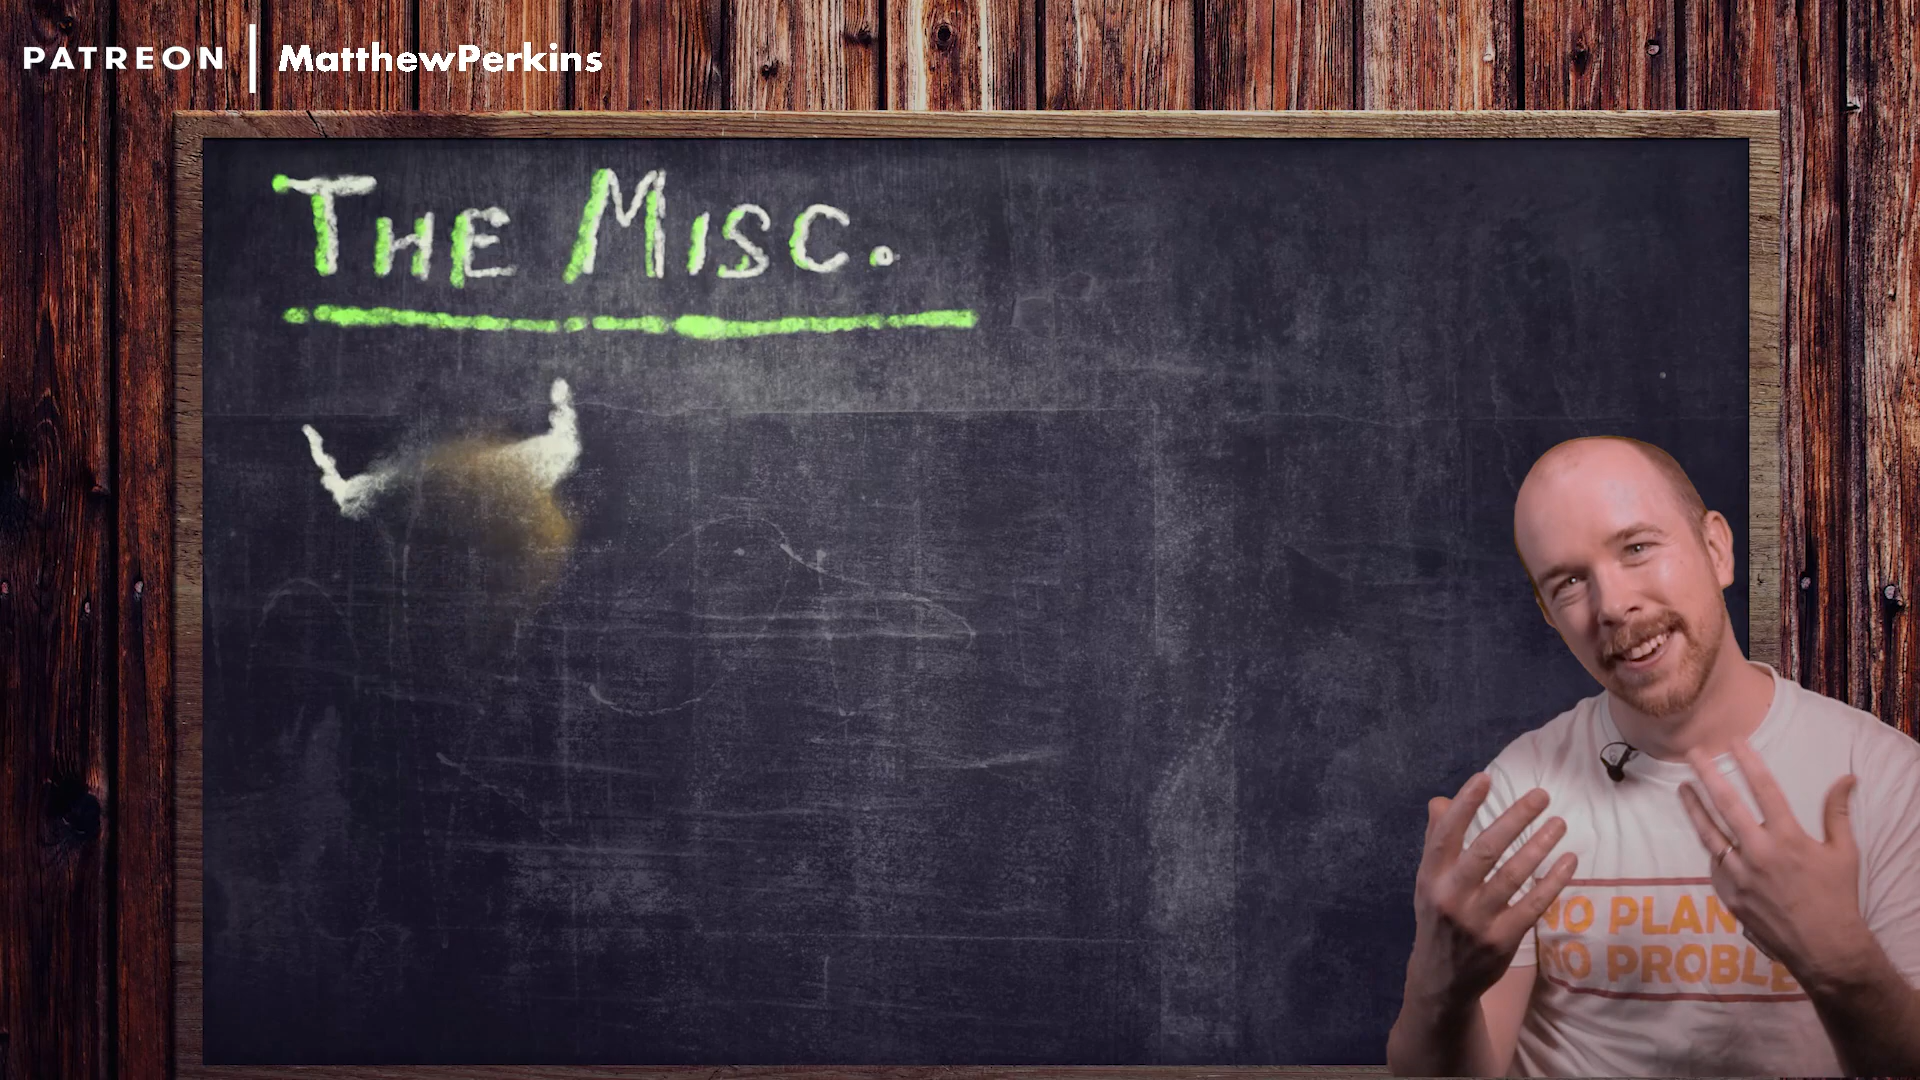 PATREON | MatthewPerkins
THE MISC.
NO PLAN
NO PROBLE